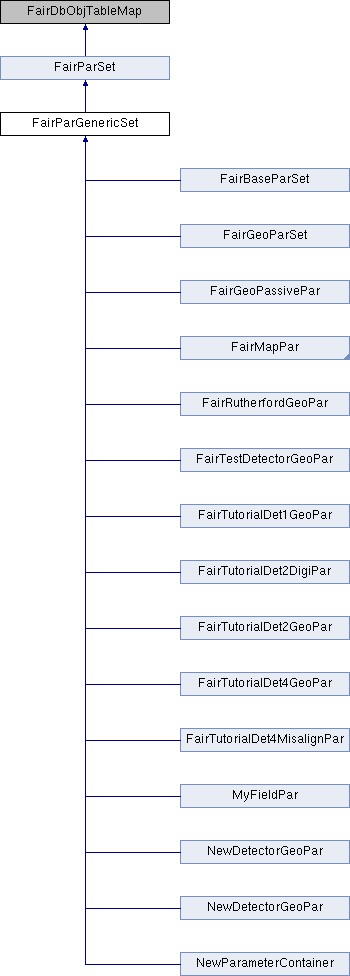 FairDbObjTableMap
FairParSet
FairParGenericSet
FairBaseParSet
FairGeoParSet
FairGeoPassivePar
FairMapPar
FairRutherfordGeoPar
FairTestDetectorGeoPar
FairTutorialDet1GeoPar
FairTutorialDet2DigiPar
FairTutorialDet2GeoPar
FairTutorialDet4GeoPar
FairTutorialDet4MisalignPar
MyFieldPar
NewDetectorGeoPar
NewDetectorGeoPar
NewParameterContainer